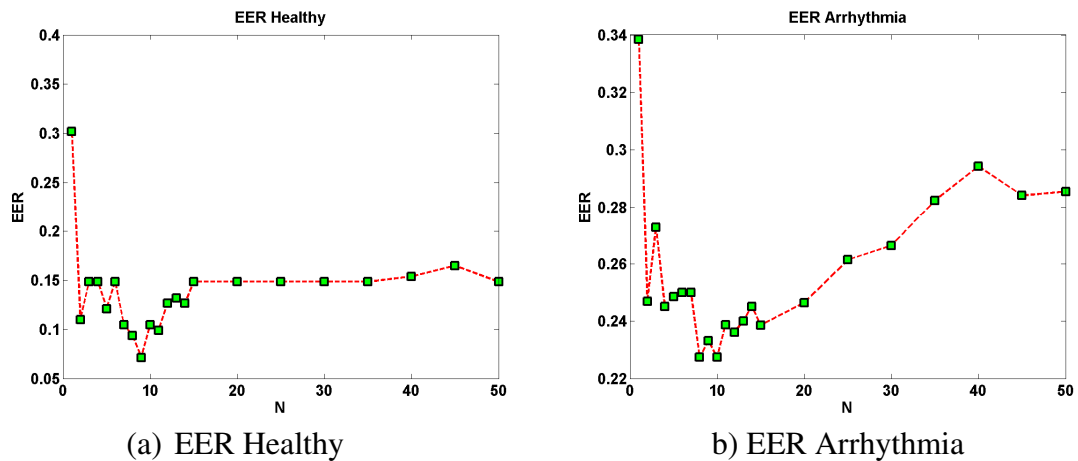 EER Healthy
0.4
0.3
0.25
0.2
0.15
0.1
0.05
EER
0 10 20 30 40 50
N
(a) EER Healthy
EER Arrhythmia
0.34
0.32
0.3
0.28
0.26
0.24
0.22
EER
0 10 20 30 40 50
N
b) EER Arrhythmia